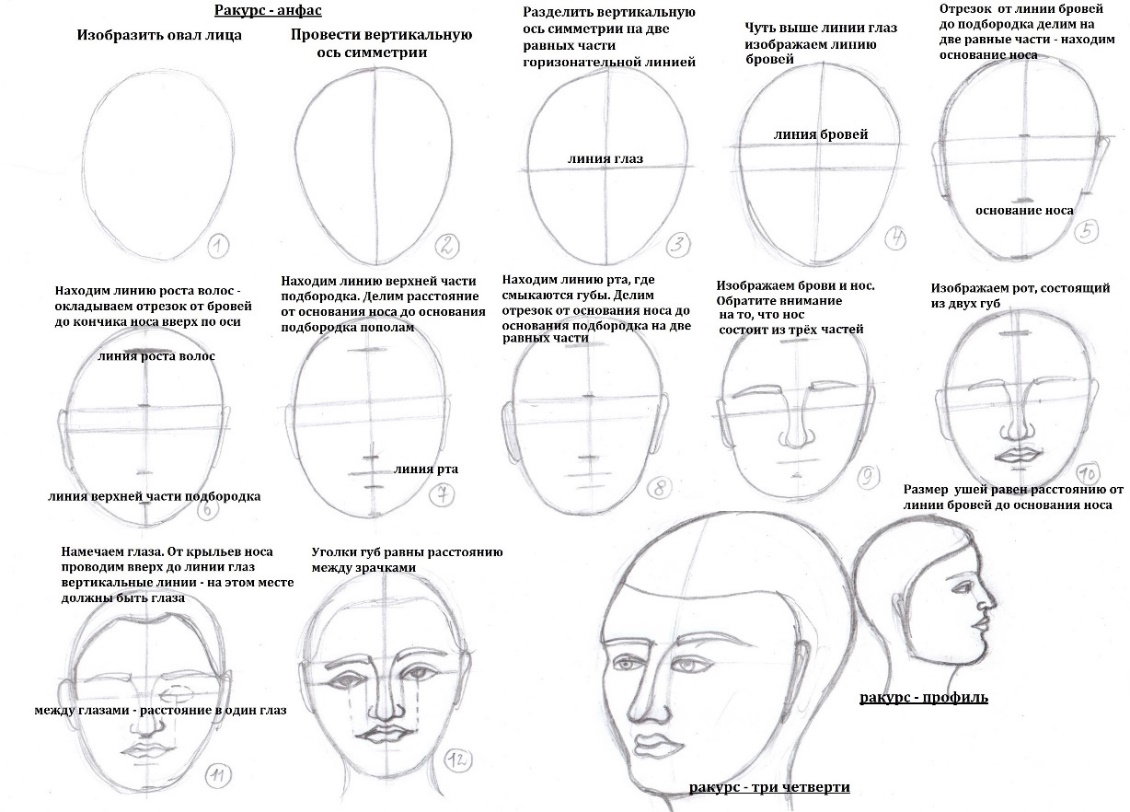 Ракурс - анфас
Изобразить овал лица
1
Провести вертикальную
ось симметрии
2
Разделить вертикальную
ось симметрии на две
равных части
горизонательной линией
линия глаз
3
Чуть выше линии глаз
изображаем линию
бровей
линия бровей
4
Отрезок от линии бровей
до подбородка делим на
две равные части - находим
основание носа
основание носа
5
Находим линию роста волос -
окладываем отрезок от бровей
до кончика носа вверх по оси
линия роста волос
линия верхней части подбородка
6
Находим линию верхней части
подбородка. Делим расстояние
от основания носа до основания
подбородка пополам
линия рта
7
Находим линию рта, где
смыкаются губы. Делим
отрезок от основания носа до
основания подбородка на две
равных части
8
Изображаем брови и нос.
Обратите внимание
на то, что нос
состоит из трёх частей
9
Изображаем рот, состоящий
из двух губ
10
Размер ушей равен расстоянию от
линии бровей до основания носа
Намечаем глаза. От крыльев носа
проводим вверх до линии глаз
вертикальные линии - на этом месте
должны быть глаза
между глазами - расстояние в один глаз
11
Уголки губ равны расстоянию
между зрачками
12
ракурс - три четверти
ракурс - профиль